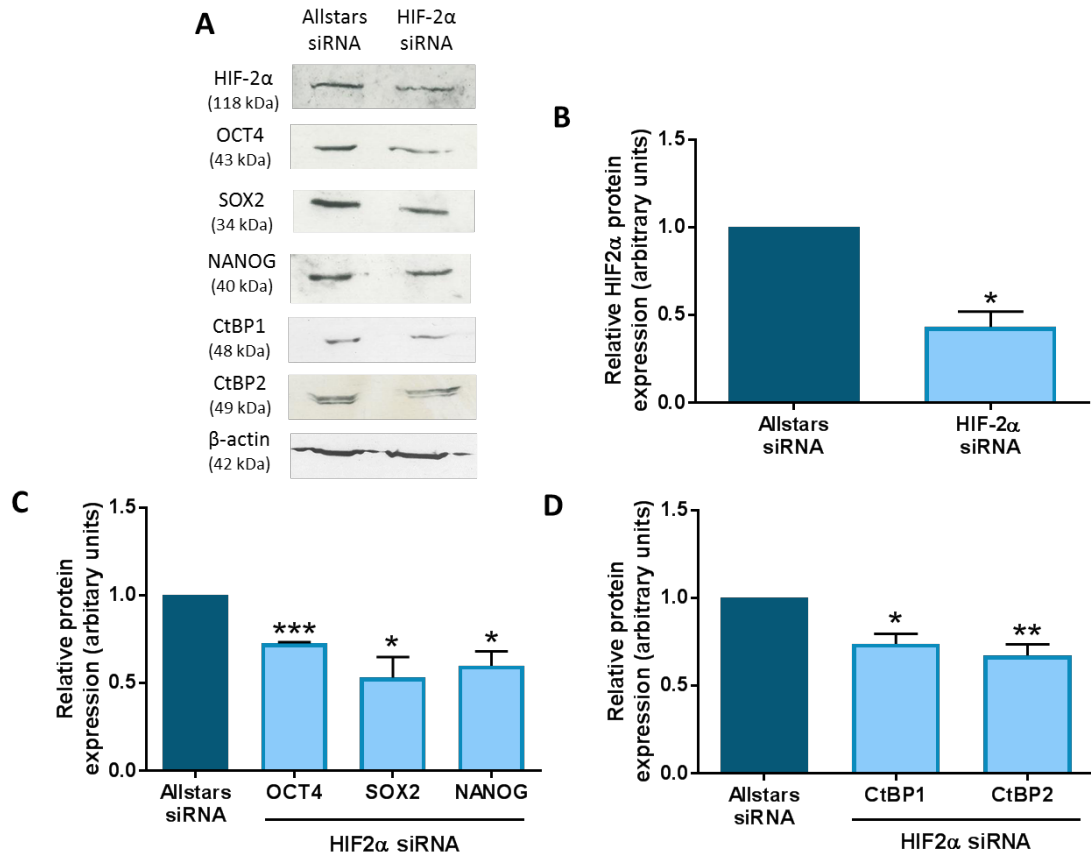 A
Allstars
siRNA
HIF-2α
siRNA
HIF-2α
(118 kDa)
OCT4
(43 kDa)
SOX2
(34 kDa)
NANOG
(40 kDa)
CtBP1
(48 kDa)
CtBP2
(49 kDa)
β-actin
(42 kDa)
B
Relative HIF2α protein
expression (arbitrary units)
1.5
1.0
0.5
0.0
*
Allstars
siRNA
HIF-2α
siRNA
C
Relative protein
expression (arbitary units)
1.5
1.0
0.5
0.0
***
*
*
Allstars
siRNA
OCT4
SOX2
NANOG
HIF2α siRNA
D
Relative protein
expression (arbitrary units)
1.5
1.0
0.5
0.0
*
**
Allstars
siRNA
CtBP1
CtBP2
HIF2α siRNA